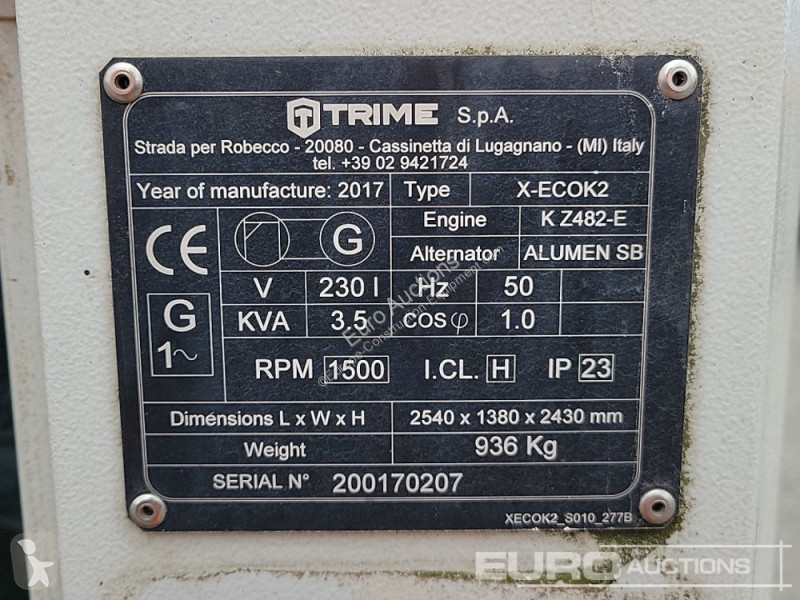 TRIME S.p.A.
Strada per Robecco - 20080 - Cassinetta di Lugagnano - (MI) Italy
tel. +39 02 9421724
Year of manufacture: 2017 Type X-ECOK2
Engine K Z482-E
Alternator ALUMEN SB
CE
G
V 230 I Hz 50
KVA 3.5 cos φ 1.0
G
1~
RPM 1500 I.CL. H IP 23
Dimensions L x W x H 2540 x 1380 x 2430 mm
Weight 936 Kg
SERIAL N° 200170207
XECOK2_S010_277B
Euro Auctions
EURO AUCTIONS